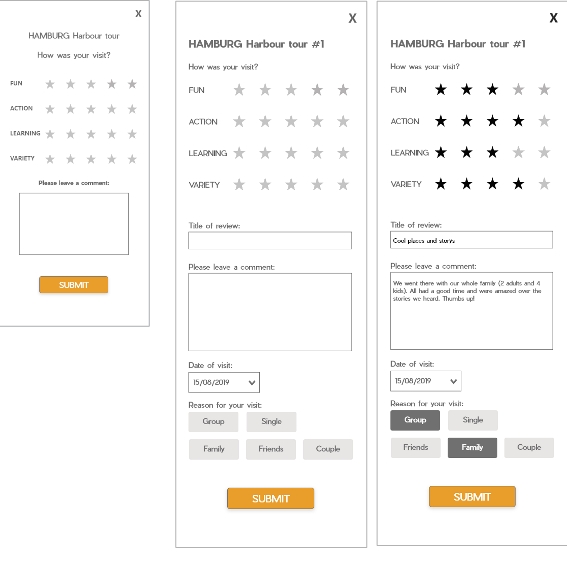 X
HAMBURG Harbour tour
How was your visit?
FUN
ACTION
LEARNING
VARIETY
Please leave a comment:
SUBMIT
X
HAMBURG Harbour tour #1
How was your visit?
FUN
ACTION
LEARNING
VARIETY
Title of review:
Please leave a comment:
Date of visit:
15/08/2019
Reason for your visit:
Group Single
Family Friends Couple
SUBMIT
X
HAMBURG Harbour tour #1
How was your visit?
FUN
ACTION
LEARNING
VARIETY
Title of review:
Cool places and
Please leave a comment:
We went there with our whole family (2 adults and 4
kids). All had a good time and were amazed over the
stories we heard. Thumbs up!
Date of visit:
15/08/2019
Reason for your visit:
Group Single
Friends Family Couple
SUBMIT